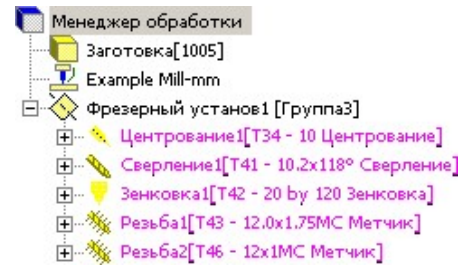 Менеджер обработки
Заготовка[1005]
Example Mill-mm
Фрезерный установ1 [Группа3]
Центрование1[T34 - 10 Центрование]
Сверление1[T41 - 10.2x118° Сверление]
Зенковка1[T42 - 20 by 120 Зенковка]
Резьба1[T43 - 12.0x1.75MC Метчик]
Резьба2[T46 - 12x1MC Метчик]